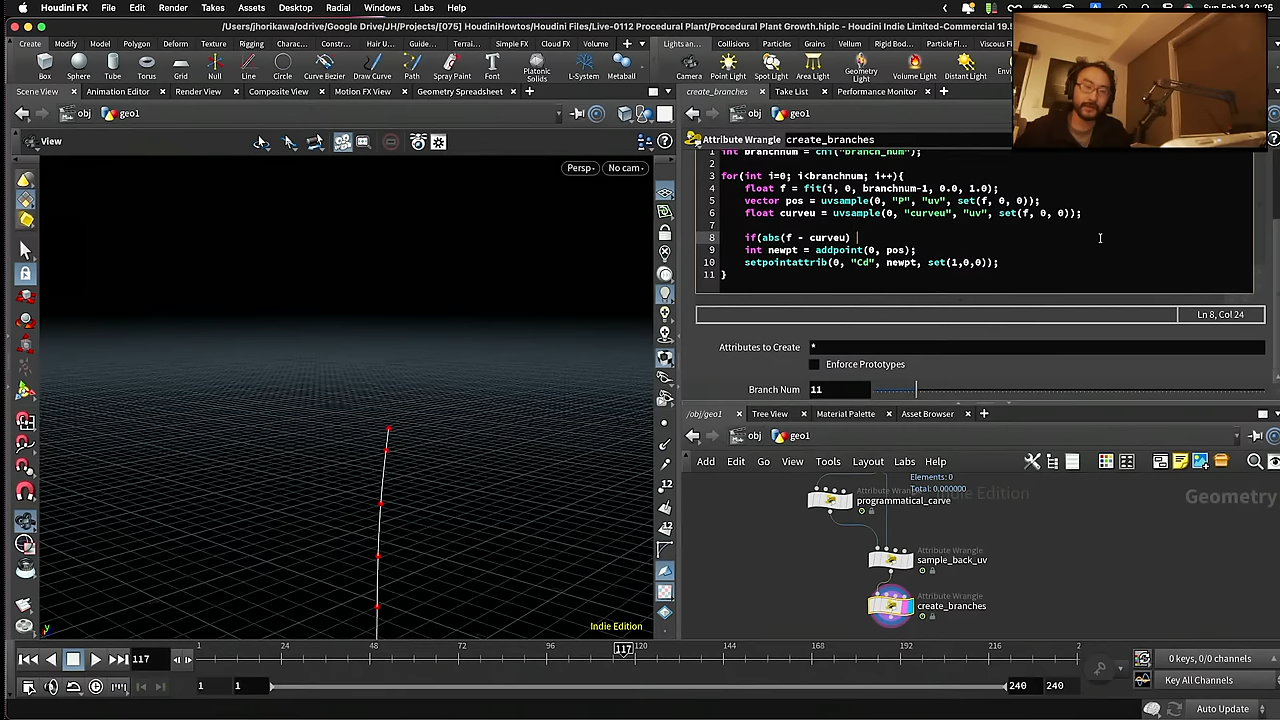 Houdini FX File Edit Render Takes Assets Desktop Radial Windows Labs Help
/Users/jhorikawa/odrive/Google Drive/JH/Projects/[075] HoudiniHowtos/Houdini Files/Live-0112 Procedural Plant/Procedural Plant Growth.hiplc - Houdini Indie Limited-Commercial 19.5
Create Modify Model Polygon Deform Texture Rigging Charac... Constr... Hair U... Guide... Terrai... Simple FX Cloud FX Volume
Lights an... Collisions Particles Grains Vellum Rigid Bod... Particle Fl... Viscous F
Box Sphere Tube Torus Grid Null Line Circle Curve Bezier Draw Curve Path Spray Paint Font Platonic Solids L-System Metaball
Camera Point Light Spot Light Area Light Geometry Light Volume Light Distant Light
Scene View Animation Editor Render View Composite View Motion FX View Geometry Spreadsheet
create_branches Take List Performance Monitor
obj geo1
obj geo1
View
Attribute Wrangle create_branches
Persp No cam
1 int branchnum = chi("branch_num");
2
3 for(int i=0; i<branchnum; i++){
4 float f = fit(i, 0, branchnum-1, 0.0, 1.0);
5 vector pos = uvsample(0, "P", "uv", set(f, 0, 0));
6 float curveu = uvsample(0, "curveu", "uv", set(f, 0, 0));
7
8 if(abs(f - curveu)
9 int newpt = addpoint(0, pos);
10 setpointattrib(0, "Cd", newpt, set(1,0,0));
11 }
Ln 8, Col 24
Attributes to Create *
Enforce Prototypes
Branch Num 11
/obj/geo1 Tree View Material Palette Asset Browser
obj geo1
Add Edit Go View Tools Layout Labs Help
Elements: 0
Total: 0.000000
Indie Edition
Geometry
Attribute Wrangle
programmatical_carve
Attribute Wrangle
sample_back_uv
Attribute Wrangle
create_branches
Indie Edition
1 24 48 72 96 117 120 144 168 192 216 2
117
1 1 240 240
0 keys, 0/0 channels
Key All Channels
Auto Update